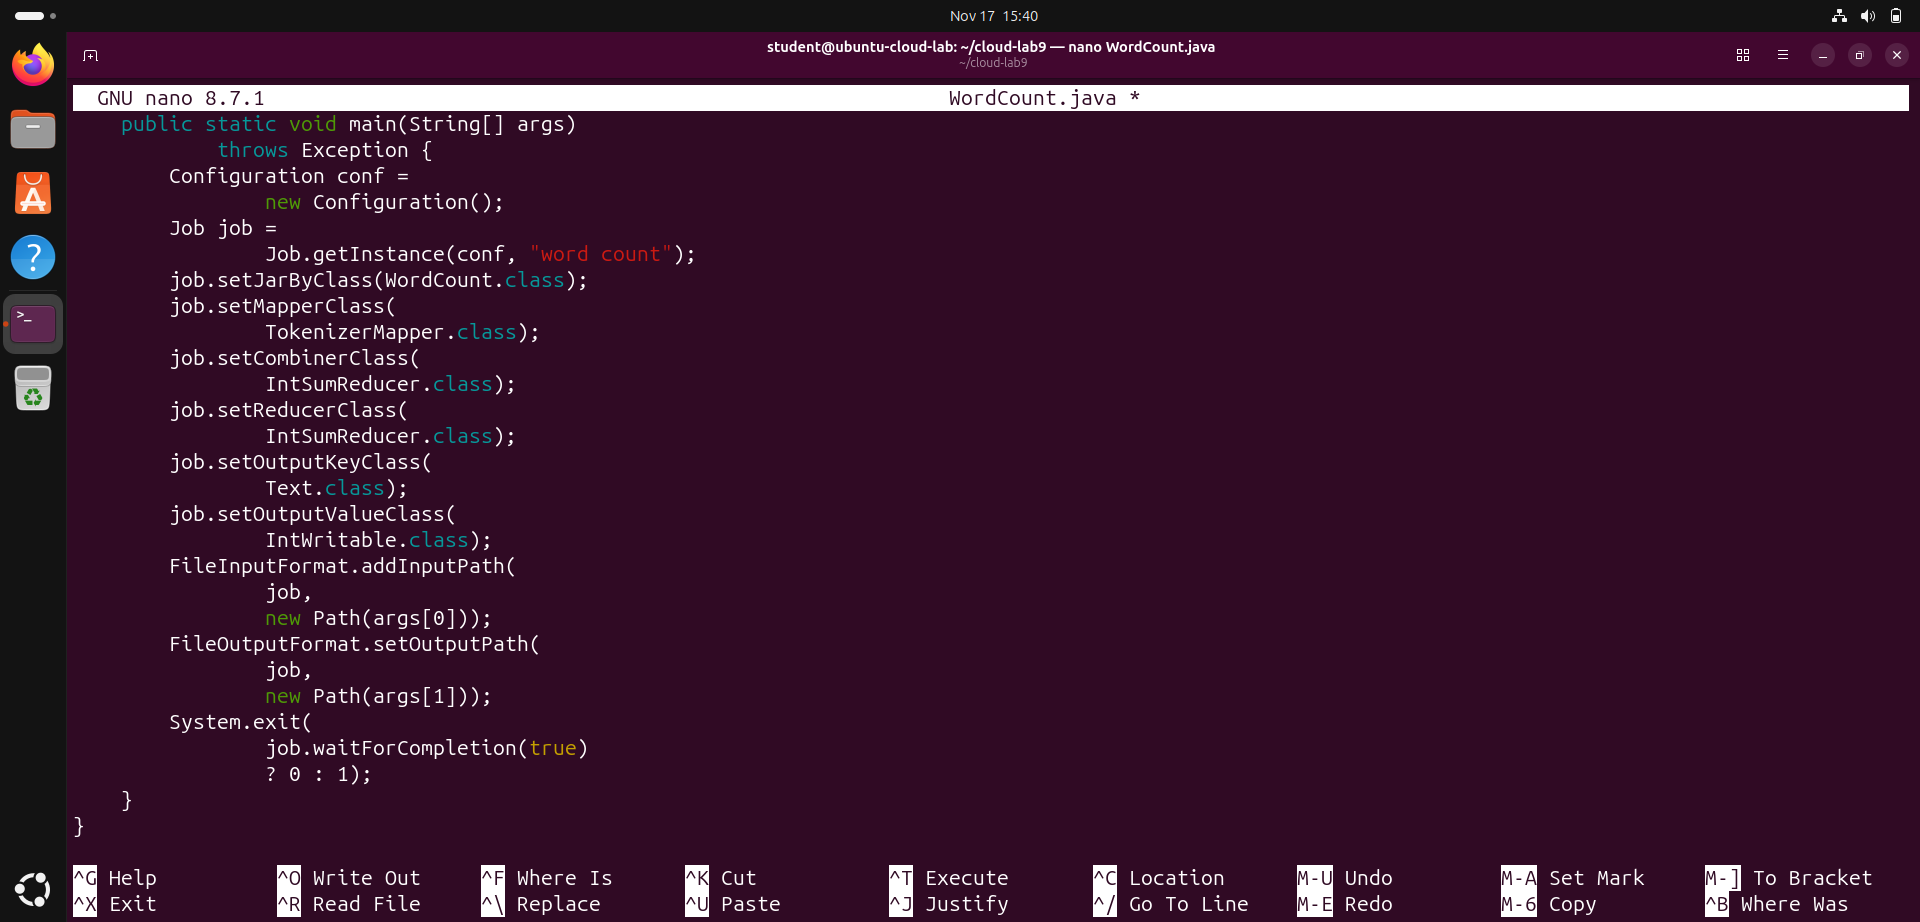 Nov 17 15:40
student@ubuntu-cloud-lab: ~/cloud-lab9 — nano WordCount.java
~/cloud-lab9
GNU nano 8.7.1 WordCount.java *
    public static void main(String[] args)
            throws Exception {
        Configuration conf =
                new Configuration();
        Job job =
                Job.getInstance(conf, "word count");
        job.setJarByClass(WordCount.class);
        job.setMapperClass(
                TokenizerMapper.class);
        job.setCombinerClass(
                IntSumReducer.class);
        job.setReducerClass(
                IntSumReducer.class);
        job.setOutputKeyClass(
                Text.class);
        job.setOutputValueClass(
                IntWritable.class);
        FileInputFormat.addInputPath(
                job,
                new Path(args[0]));
        FileOutputFormat.setOutputPath(
                job,
                new Path(args[1]));
        System.exit(
                job.waitForCompletion(true)
                ? 0 : 1);
    }
}
^G Help ^O Write Out ^F Where Is ^K Cut ^T Execute ^C Location M-U Undo M-A Set Mark M-] To Bracket
^X Exit ^R Read File ^\ Replace ^U Paste ^J Justify ^/ Go To Line M-E Redo M-6 Copy ^B Where Was